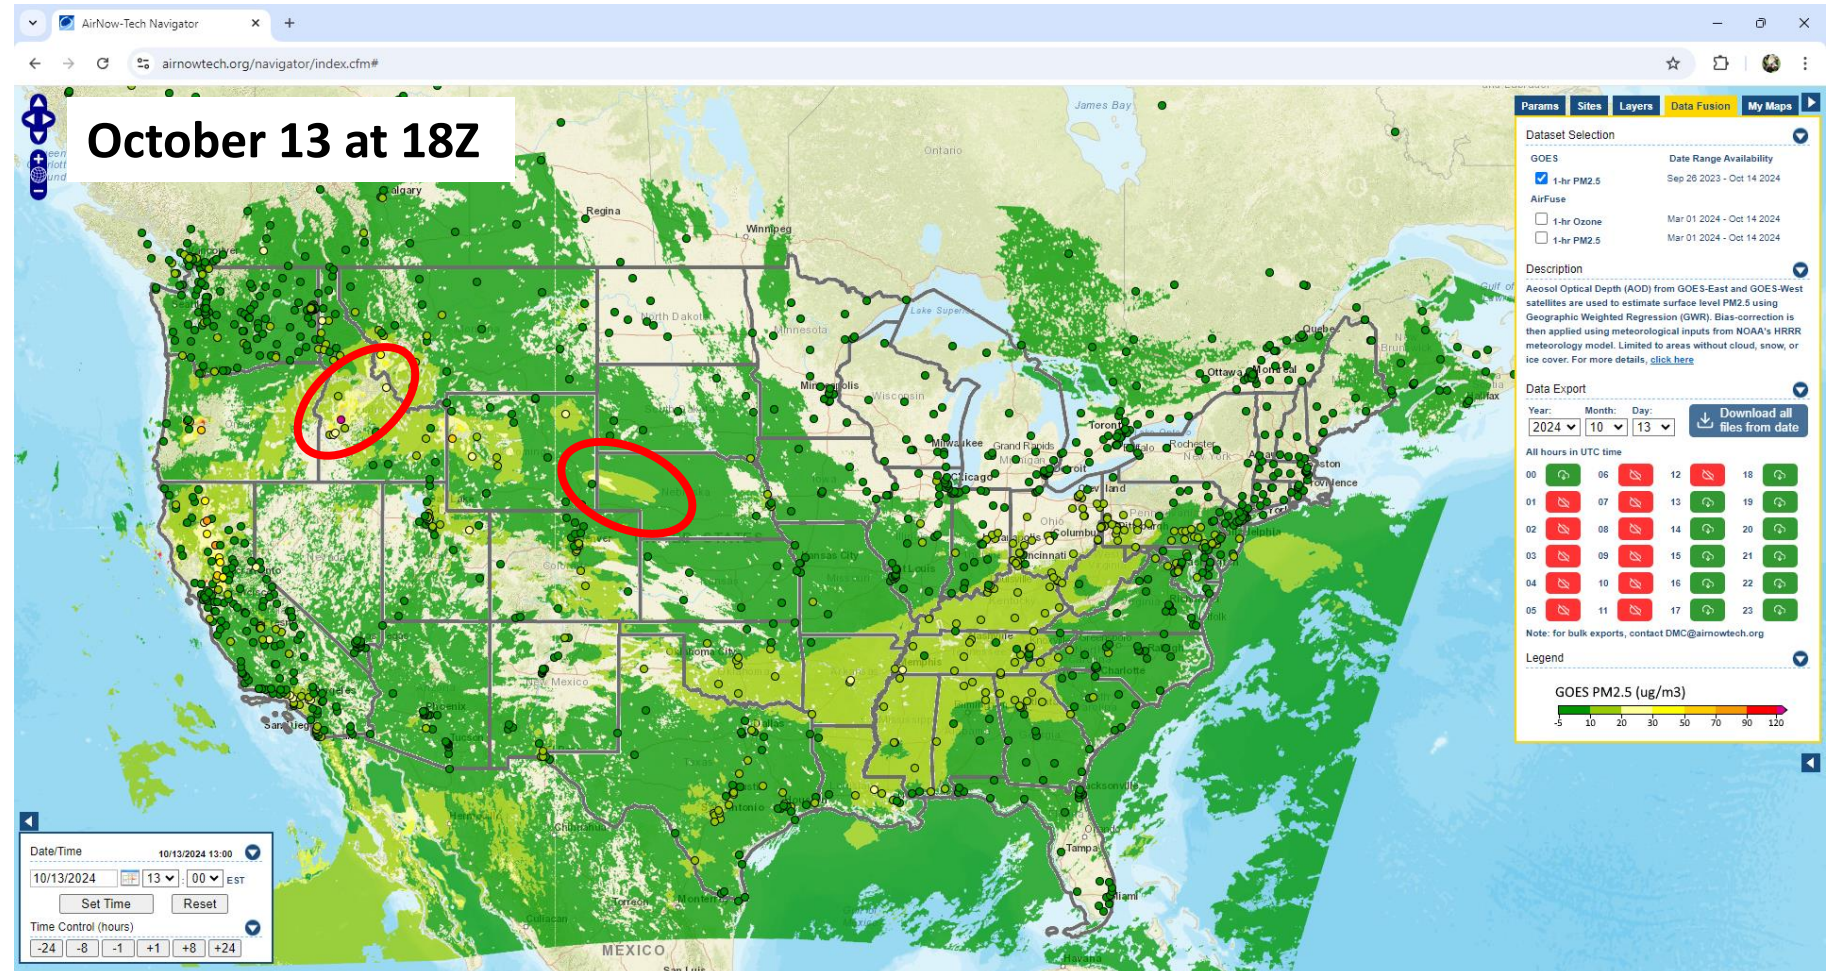 AirNow-Tech Navigator
airnowtech.org/navigator/index.cfm#
October 13 at 18Z
James Bay
Ontario
Calgary
Regina
Winnipeg
North Dakota
Minnesota
Lake Superior
Quebec
Ottawa
Montreal
Halifax
Minneapolis
Wisconsin
Toronto
Milwaukee
Grand Rapids
Michigan
Detroit
Rochester
New York
Chicago
Cleveland
Providence
Nebraska
Iowa
Ohio
Columbus
Cincinnati
Kansas City
Missouri
St Louis
Kentucky
Nashville
Memphis
Charlotte
Oklahoma City
New Mexico
Phoenix
Tucson
Dallas
Texas
San Antonio
Chihuahua
Jacksonville
Orlando
Tampa
Miami
Torreon
Monterrey
Culiacan
MÉXICO
San Luis
Havana
Params Sites Layers Data Fusion My Maps
Dataset Selection
GOES Date Range Availability
1-hr PM2.5 Sep 26 2023 - Oct 14 2024
AirFuse
1-hr Ozone Mar 01 2024 - Oct 14 2024
1-hr PM2.5 Mar 01 2024 - Oct 14 2024
Description
Aeosol Optical Depth (AOD) from GOES-East and GOES-West
satellites are used to estimate surface level PM2.5 using
Geographic Weighted Regression (GWR). Bias-correction is
then applied using meteorological inputs from NOAA's HRRR
meteorology model. Limited to areas without cloud, snow, or
ice cover. For more details, click here
Data Export
Year: Month: Day:
2024 10 13
Download all
files from date
All hours in UTC time
00 06 12 18
01 07 13 19
02 08 14 20
03 09 15 21
04 10 16 22
05 11 17 23
Note: for bulk exports, contact DMC@airnowtech.org
Legend
GOES PM2.5 (ug/m3)
-5 10 20 30 50 70 90 120
Date/Time 10/13/2024 13:00
10/13/2024 13 : 00 EST
Set Time Reset
Time Control (hours)
-24 -8 -1 +1 +8 +24